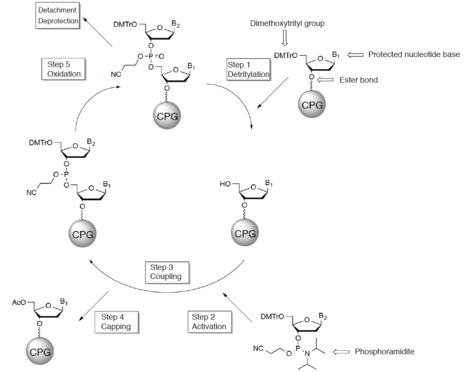 Detachment
Deprotection
B2
DMTrO
O
O
O
P
O
O
O
NC
B1
O
O
CPG
Step 5
Oxidation
Dimethoxytrityl group
Step 1
Detritylation
DMTrO
B1
O
O
Protected nucleotide base
Ester bond
CPG
B2
DMTrO
O
O
P
O
O
O
NC
B1
O
CPG
HO
B1
O
O
CPG
Step 3
Coupling
AcO
B1
O
O
CPG
Step 4
Capping
Step 2
Activation
DMTrO
B2
O
O
NC
O
P
N
Phosphoramidite